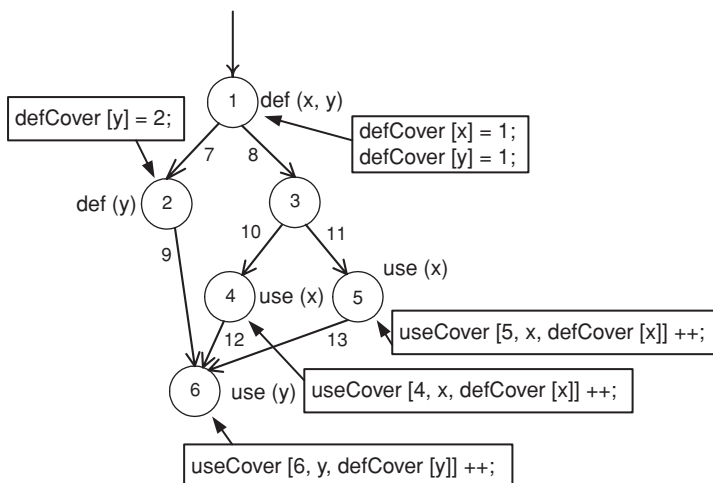 1
def (x, y)
defCover [y] = 2;
defCover [x] = 1;
defCover [y] = 1;
7
8
def (y)
2
3
9
10
11
use (x)
4
use (x)
5
useCover [5, x, defCover [x]] ++;
12
13
6
use (y)
useCover [4, x, defCover [x]] ++;
useCover [6, y, defCover [y]] ++;